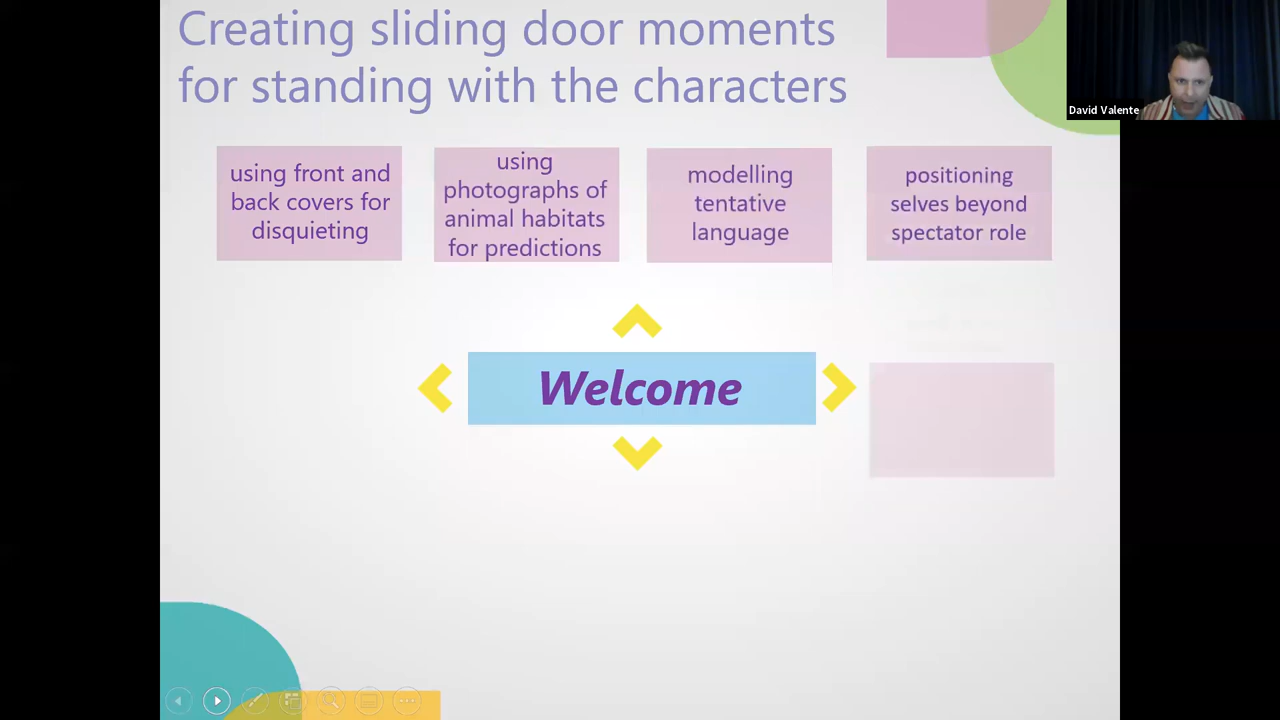 Creating sliding door moments
for standing with the characters
David Valente
using front and
back covers for
disquieting
using
photographs of
animal habitats
for predictions
modelling
tentative
language
positioning
selves beyond
spectator role
Welcome